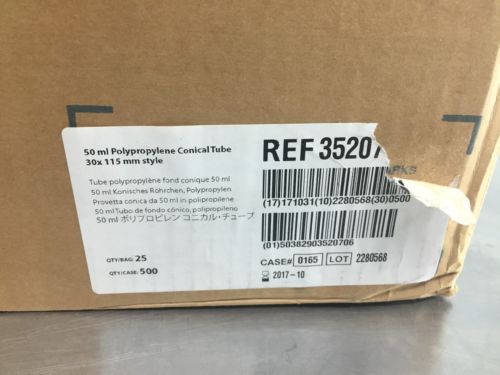 50 ml Polypropylene Conical Tube
30x 115 mm style
Tube polypropylène fond conique 50 ml
50 ml Konisches Röhrchen, Polypropylen
Provetta conica da 50 ml in polipropilene
50 ml Tubo de fondo cónico, polipropileno
50 ml ポリプロピレン コニカル・チューブ
QTY/BAG: 25
QTY/CASE: 500
REF 35207
(17)171031(10)2280568(30)0500
(01)50382903520706
CASE# 0165 LOT 2280568
2017-10